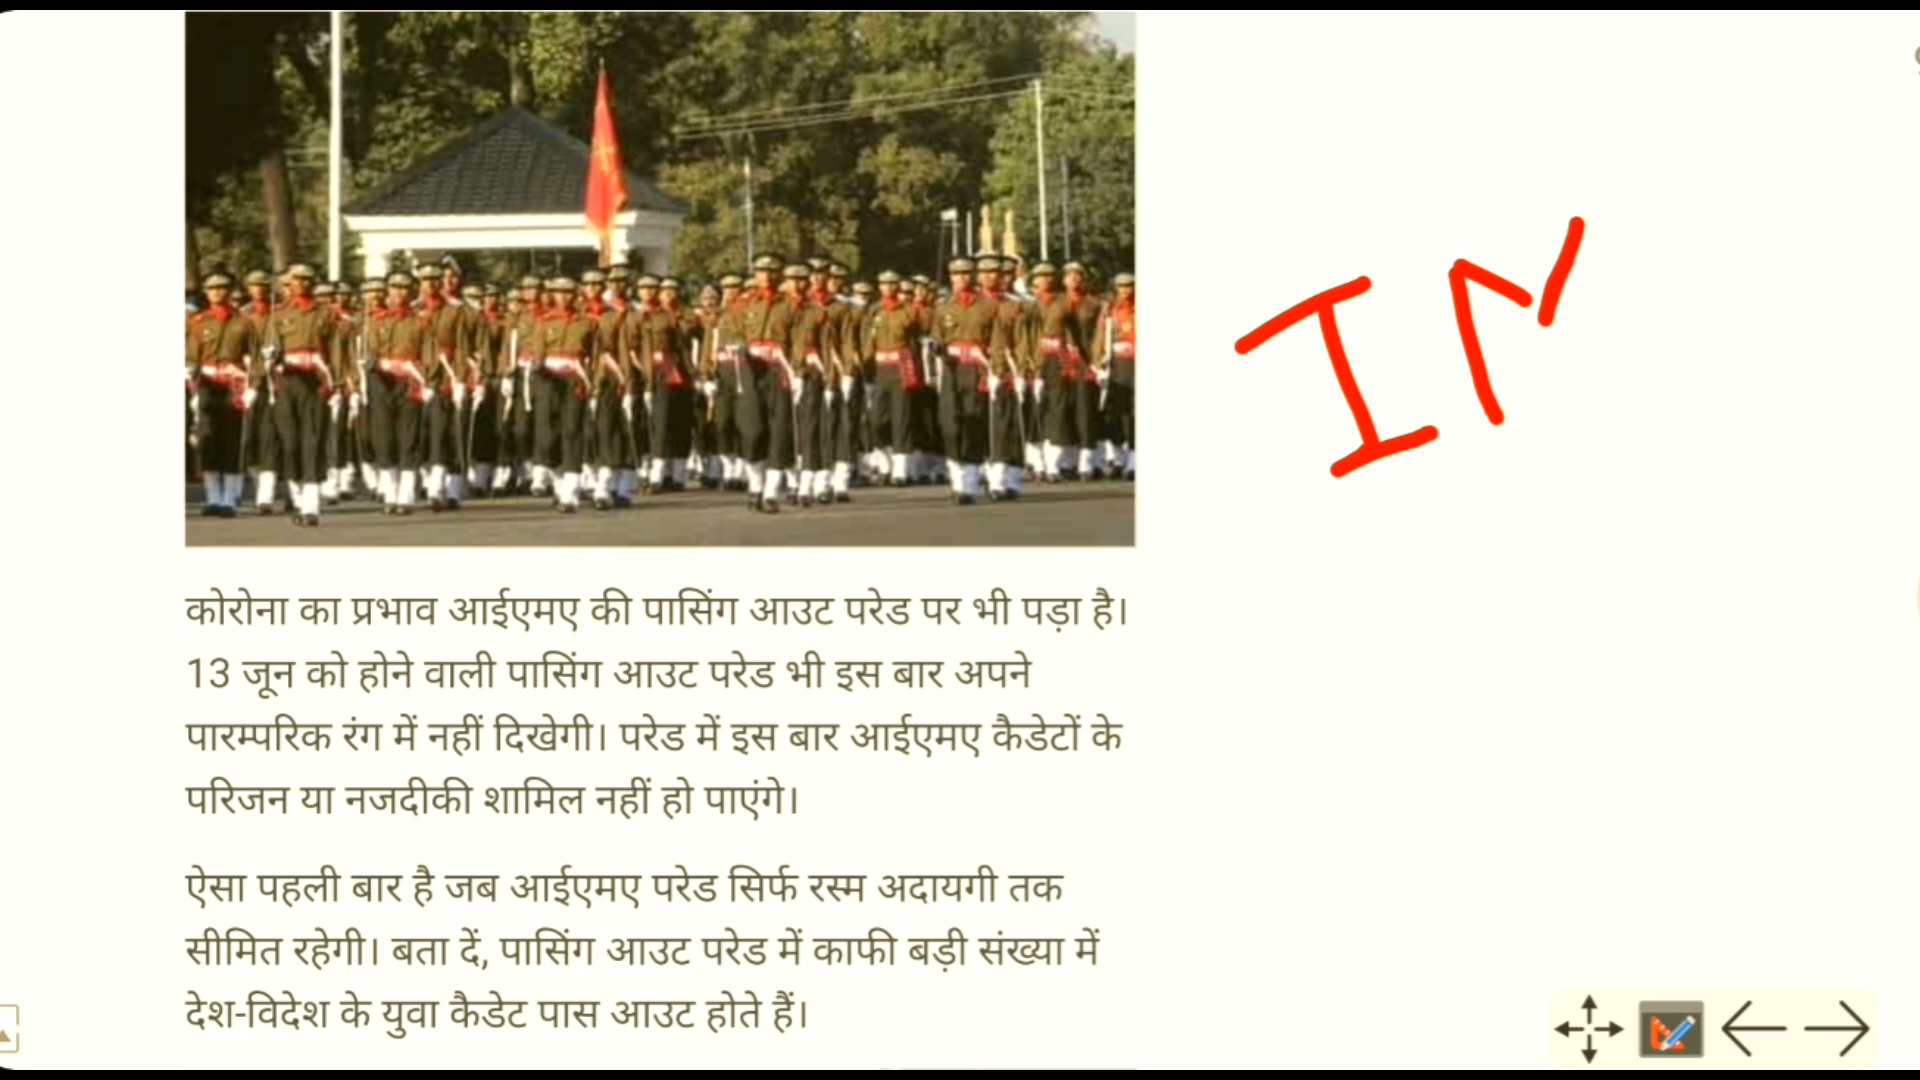 कोरोना का प्रभाव आईएमए की पासिंग आउट परेड पर भी पड़ा है।
13 जून को होने वाली पासिंग आउट परेड भी इस बार अपने
पारम्परिक रंग में नहीं दिखेगी। परेड में इस बार आईएमए कैडेटों के
परिजन या नजदीकी शामिल नहीं हो पाएंगे।
ऐसा पहली बार है जब आईएमए परेड सिर्फ रस्म अदायगी तक
सीमित रहेगी। बता दें, पासिंग आउट परेड में काफी बड़ी संख्या में
देश-विदेश के युवा कैडेट पास आउट होते हैं।